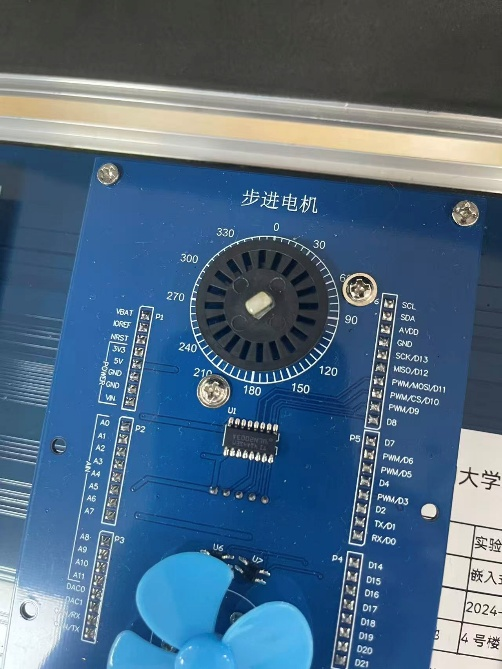 步进电机
0
30
330
300
270
90
240
120
210
150
180
VBAT
IOREF
NRST
3V3
5V
GND
GND
VIN
P1
POWER
SCL
SDA
AVDD
GND
SCK/D13
MISO/D12
PWM/MOSI/D11
PWM/CS/D10
PWM/D9
D8
U1
A0
A1
A2
A3
A4
A5
A6
A7
P2
AIN
P5
D7
PWM/D6
PWM/D5
D4
PWM/D3
D2
TX/D1
RX/D0
A8
A9
A10
A11
DAC0
DAC1
/RX
/TX
P3
U6
U7
P4
D14
D15
D16
D17
D18
D19
D20
D21
大学
实验
嵌入
2024-
4号楼